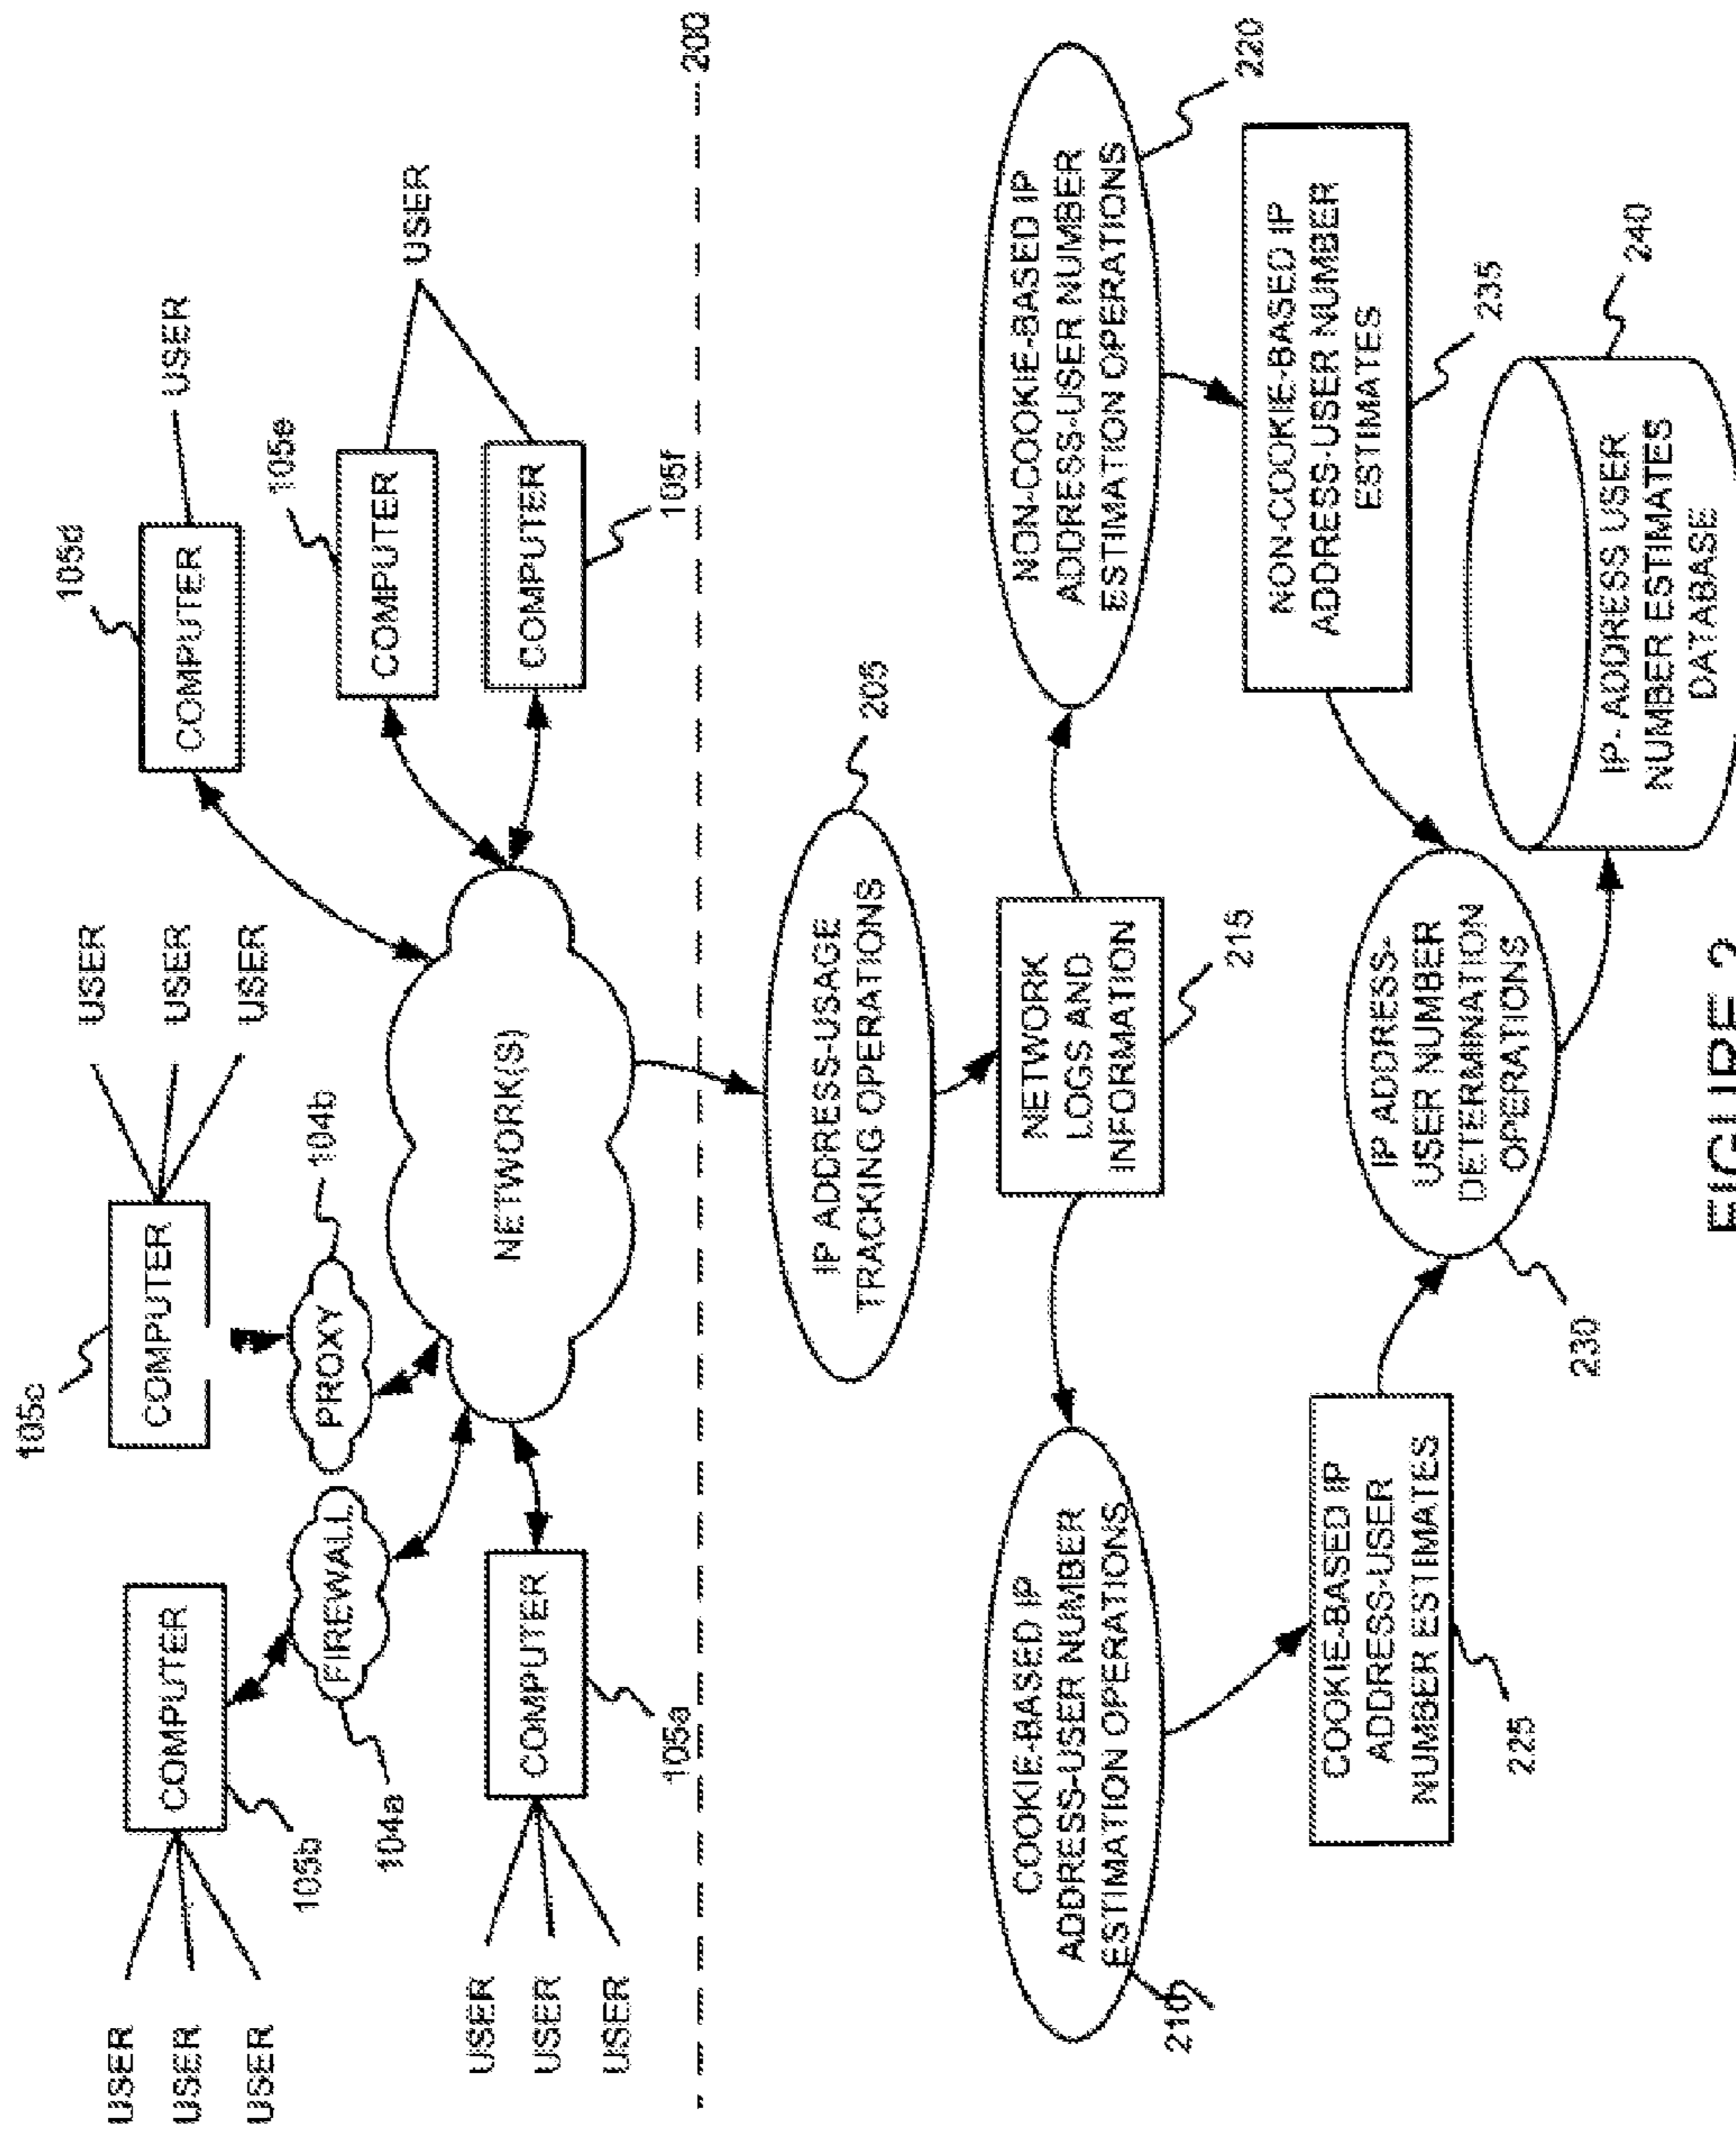 USER
USER
USER
COMPUTER
105b
105c
COMPUTER
USER
USER
USER
105d
COMPUTER
USER
FIREWALL
104a
PROXY
104b
105e
COMPUTER
USER
USER
USER
USER
COMPUTER
105a
NETWORK(S)
COMPUTER
105f
200
IP ADDRESS-USAGE
TRACKING OPERATIONS
205
COOKIE-BASED IP
ADDRESS-USER NUMBER
ESTIMATION OPERATIONS
210
NETWORK
LOGS AND
INFORMATION
215
NON-COOKIE-BASED IP
ADDRESS-USER NUMBER
ESTIMATION OPERATIONS
220
COOKIE-BASED IP
ADDRESS-USER
NUMBER ESTIMATES
225
IP ADDRESS-
USER NUMBER
DETERMINATION
OPERATIONS
230
NON-COOKIE-BASED IP
ADDRESS-USER NUMBER
ESTIMATES
235
IP- ADDRESS USER
NUMBER ESTIMATES
DATABASE
240
FIGURE 2